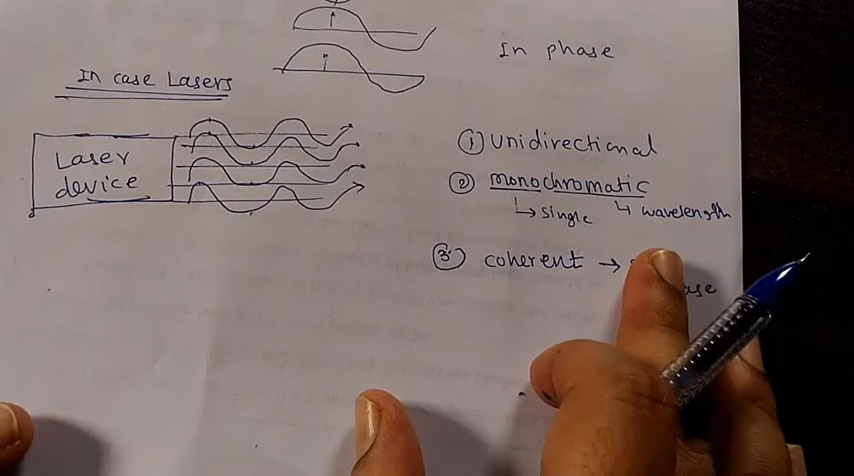 In phase
In case Lasers
Laser
device
① unidirectional
② monochromatic
↳ single ↳ wavelength
③ coherent →